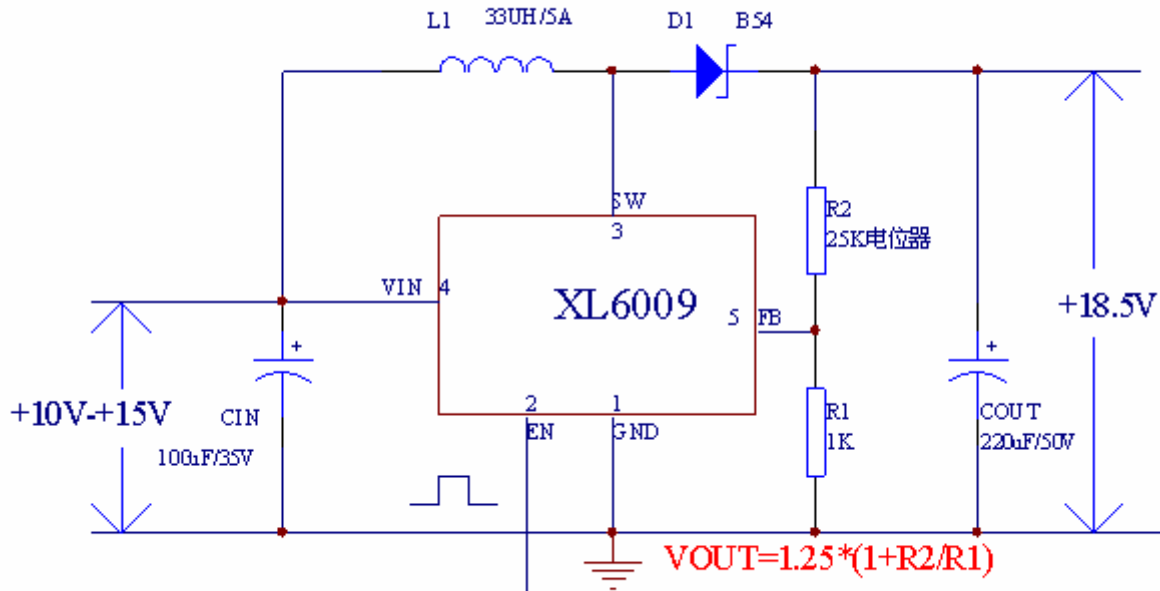 L1
33UH/5A
D1
B54
SW
3
R2
25K电位器
VIN
4
XL6009
5
FB
+18.5V
+
+
+10V-+15V
CIN
100uF/35V
2
EN
1
GND
R1
1K
COUT
220uF/50V
VOUT=1.25*(1+R2/R1)